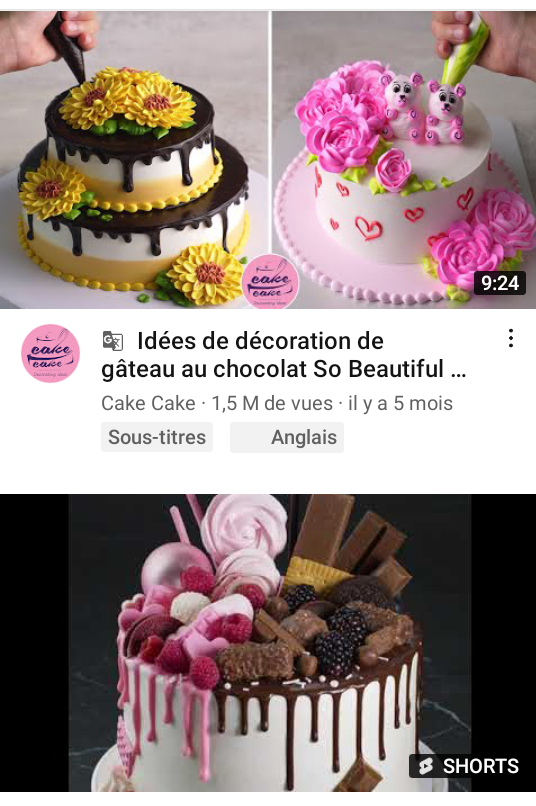 cake
cake
9:24
cake
cake
Idées de décoration de
gâteau au chocolat So Beautiful ...
Cake Cake · 1,5 M de vues · il y a 5 mois
Sous-titres Anglais
SHORTS